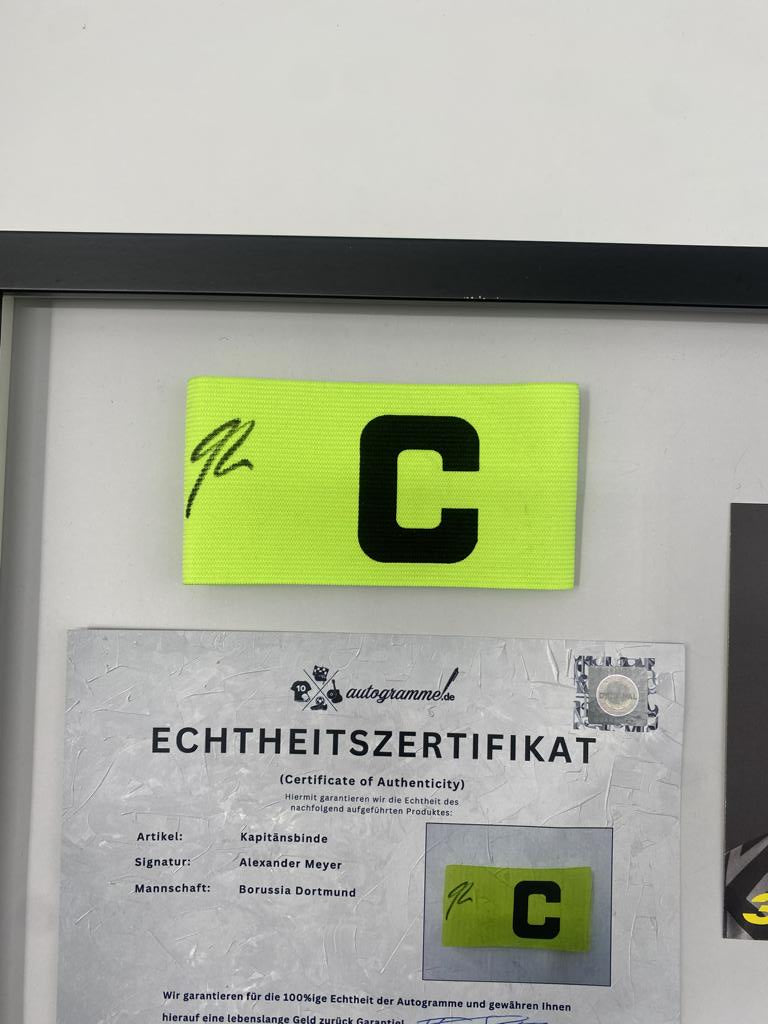 C
10
autogramme.de
ECHTHEITSZERTIFIKAT
(Certificate of Authenticity)
Hiermit garantieren wir die Echtheit des
nachfolgend aufgeführten Produktes:
Artikel: Kapitänsbinde
Signatur: Alexander Meyer
Mannschaft: Borussia Dortmund
C
Wir garantieren für die 100%ige Echtheit der Autogramme und gewähren Ihnen
hierauf eine lebenslange Geld zurück Garantie!
3